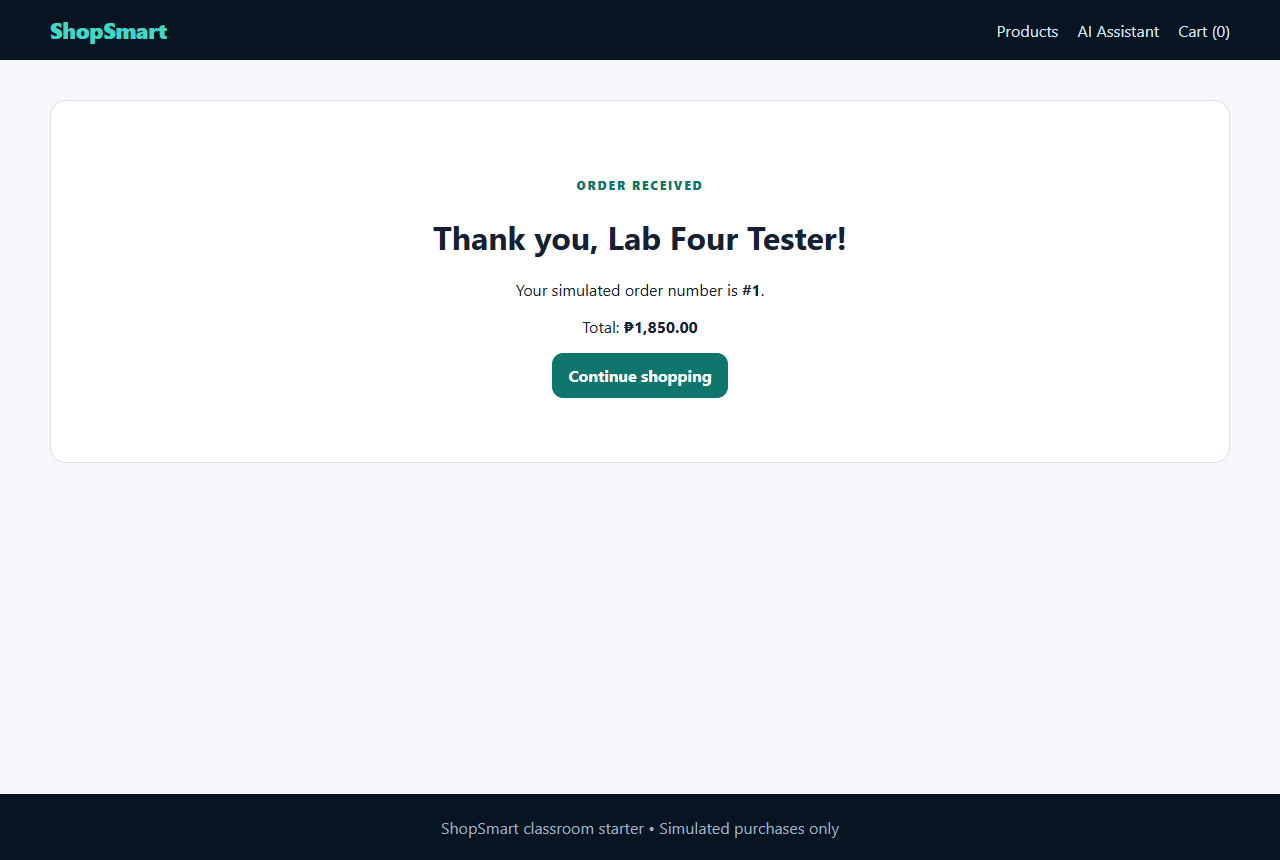 ShopSmart
Products AI Assistant Cart (0)
ORDER RECEIVED
Thank you, Lab Four Tester!
Your simulated order number is #1.
Total: ₱1,850.00
Continue shopping
ShopSmart classroom starter • Simulated purchases only